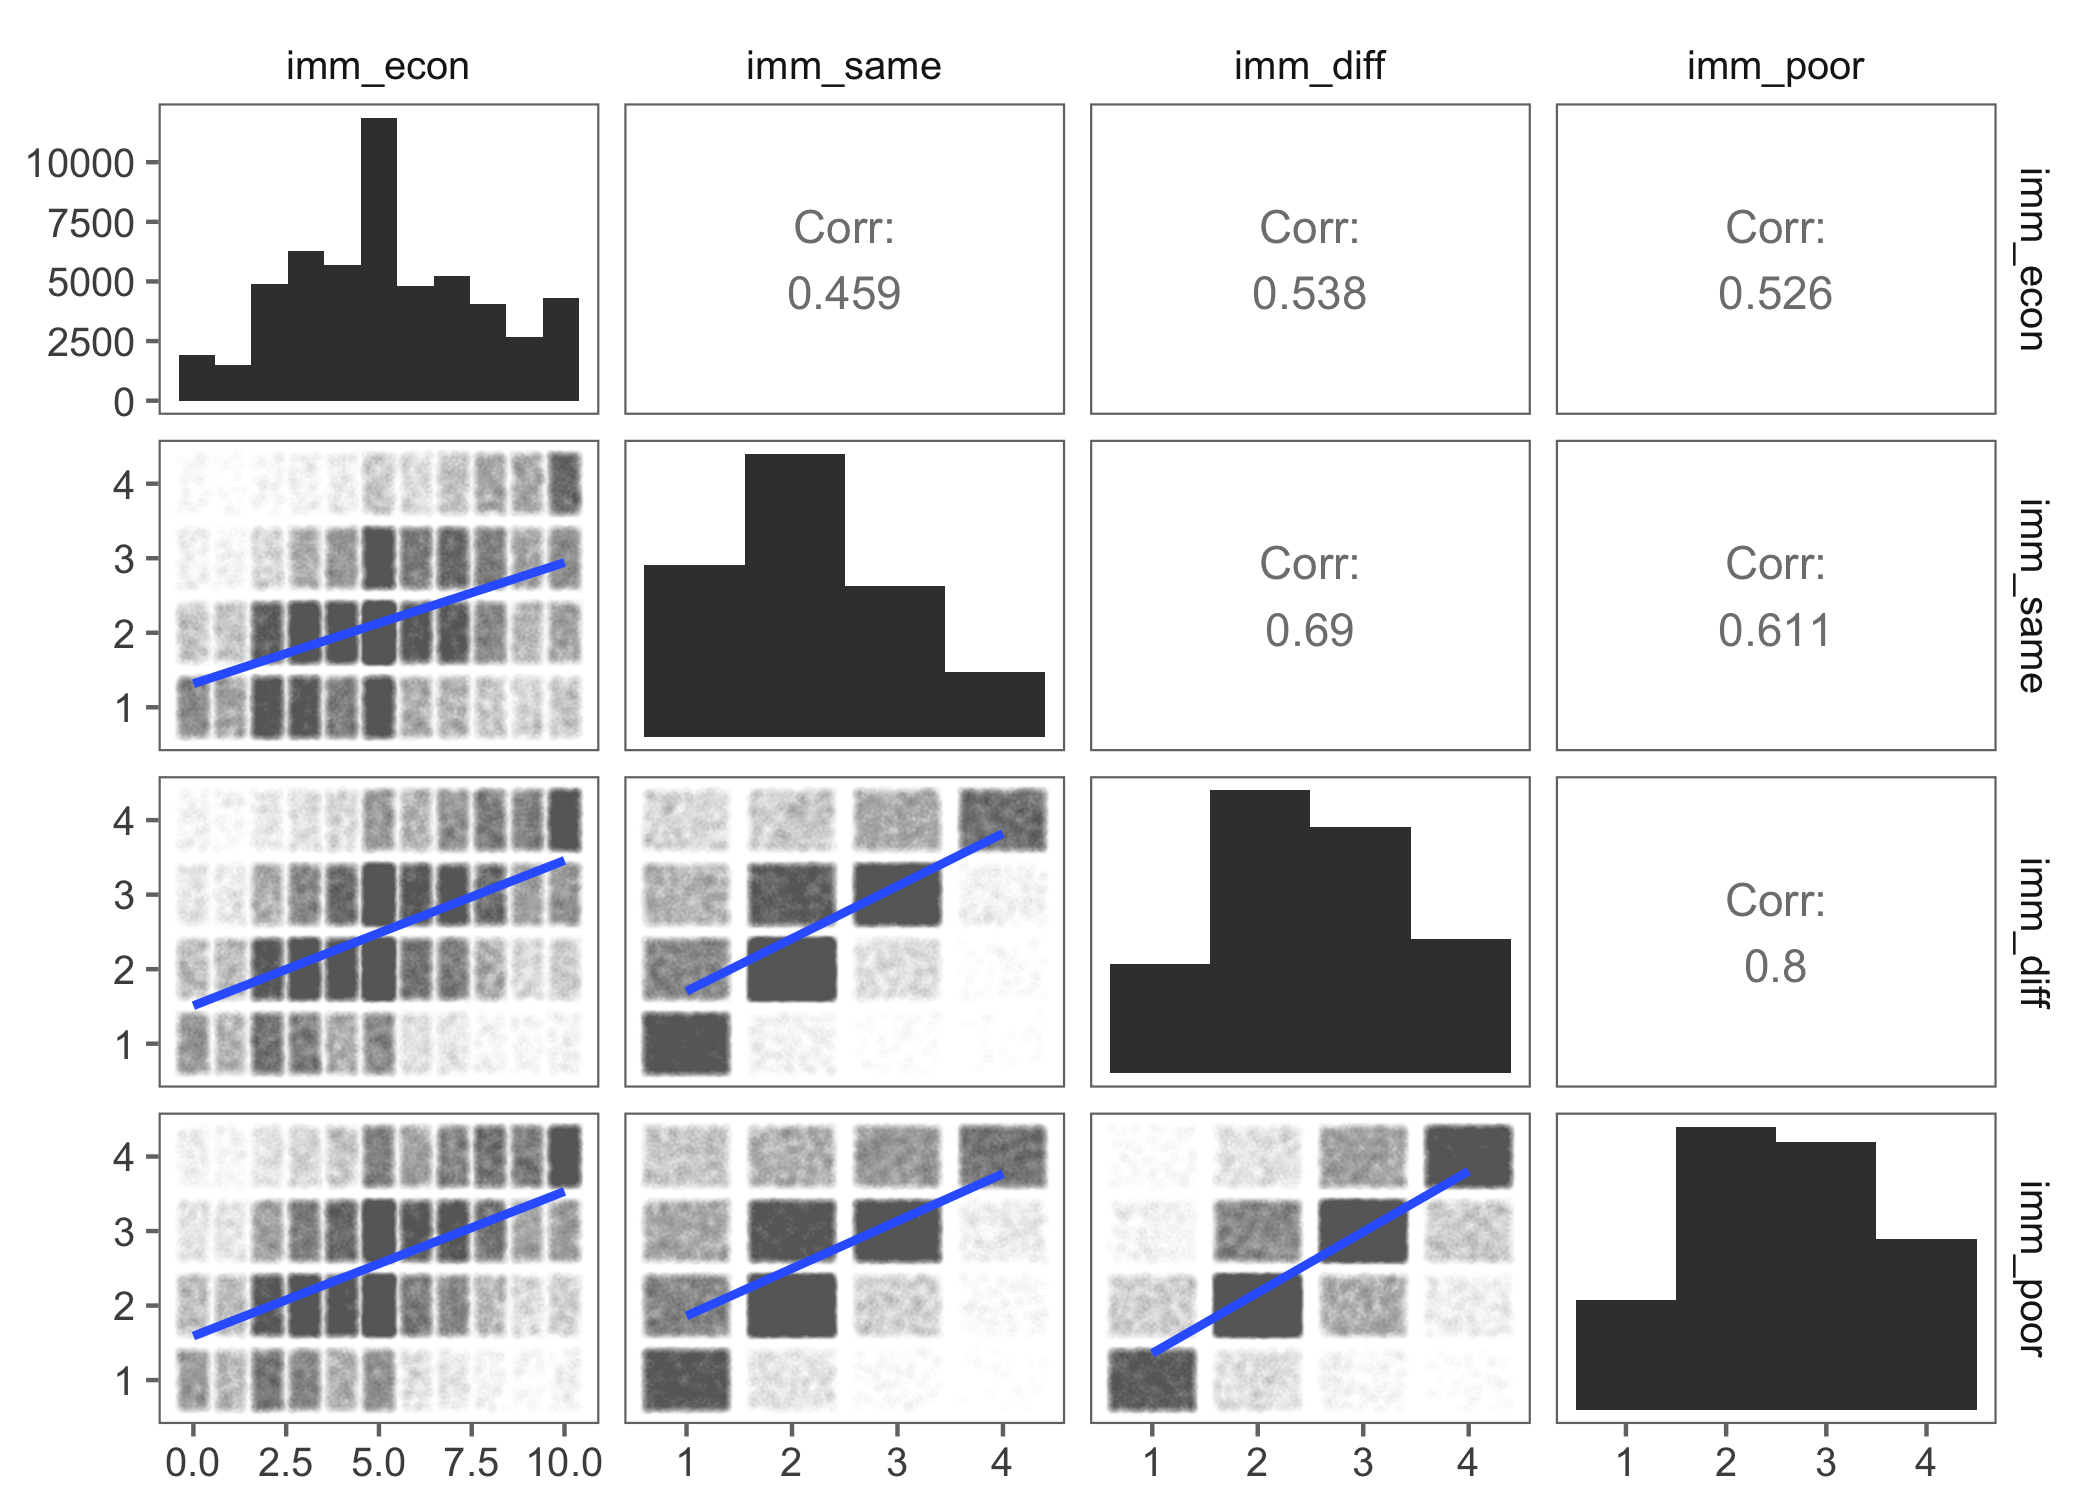 imm_econ imm_same imm_diff imm_poor
10000
7500
5000
2500
0
Corr:
0.459
Corr:
0.538
Corr:
0.526
imm_econ
4
3
2
1
Corr:
0.69
Corr:
0.611
imm_same
4
3
2
1
Corr:
0.8
imm_diff
4
3
2
1
imm_poor
0.0 2.5 5.0 7.5 10.0 1 2 3 4 1 2 3 4 1 2 3 4